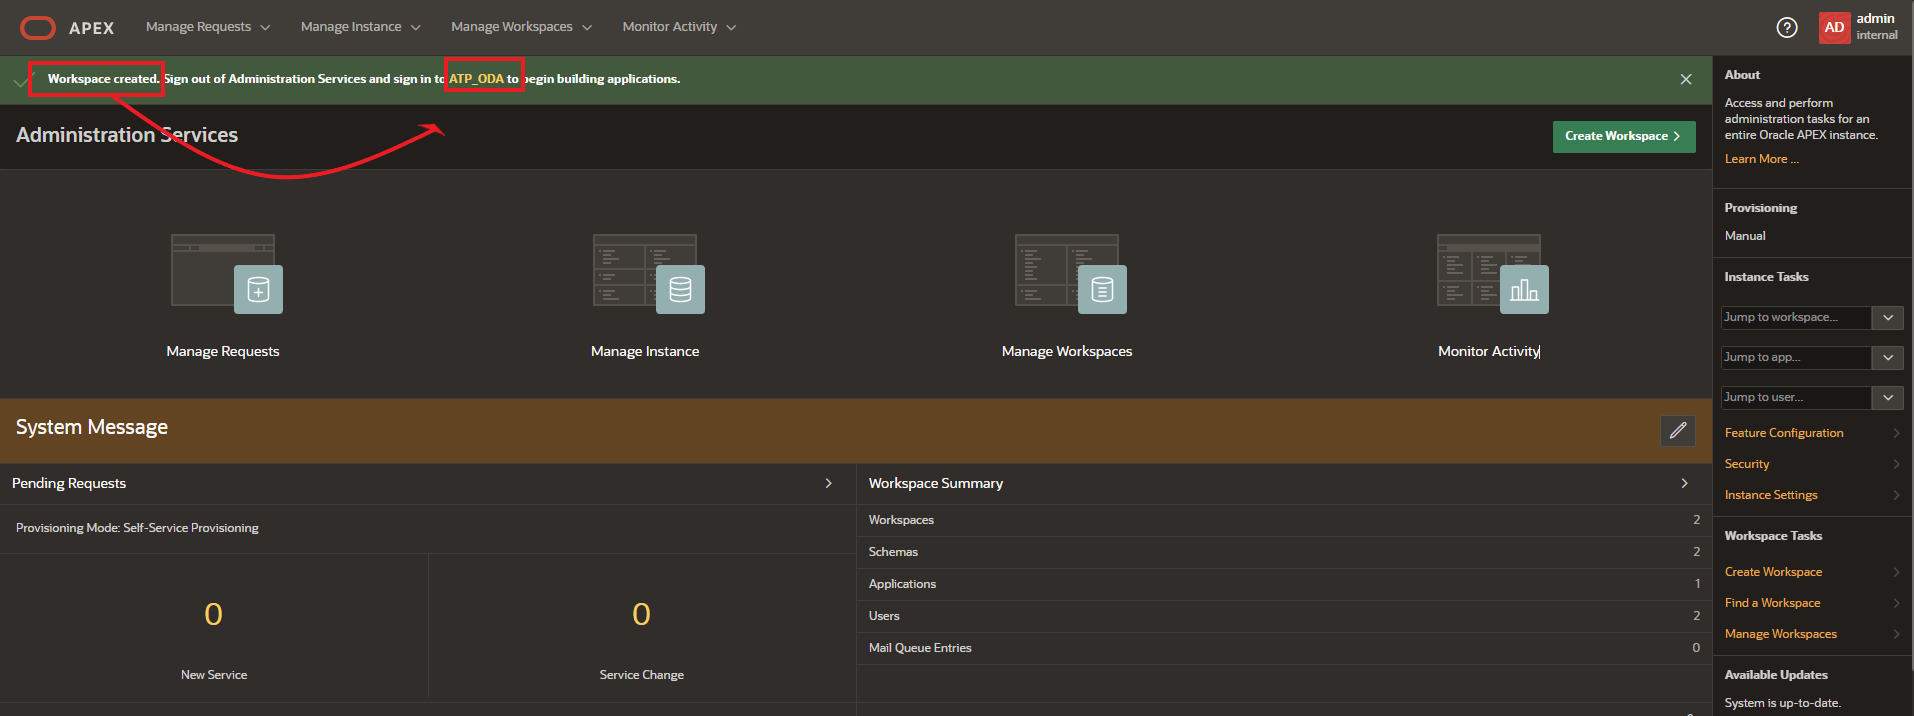 APEX
Manage Requests
Manage Instance
Manage Workspaces
Monitor Activity
AD
admin
internal
Workspace created. Sign out of Administration Services and sign in to ATP_ODA to begin building applications.
Administration Services
Create Workspace
Manage Requests
Manage Instance
Manage Workspaces
Monitor Activity
System Message
Pending Requests
Provisioning Mode: Self-Service Provisioning
0
New Service
0
Service Change
Workspace Summary
Workspaces 2
Schemas 2
Applications 1
Users 2
Mail Queue Entries 0
About
Access and perform
administration tasks for an
entire Oracle APEX instance.
Learn More ...
Provisioning
Manual
Instance Tasks
Jump to workspace...
Jump to app...
Jump to user...
Feature Configuration
Security
Instance Settings
Workspace Tasks
Create Workspace
Find a Workspace
Manage Workspaces
Available Updates
System is up-to-date.